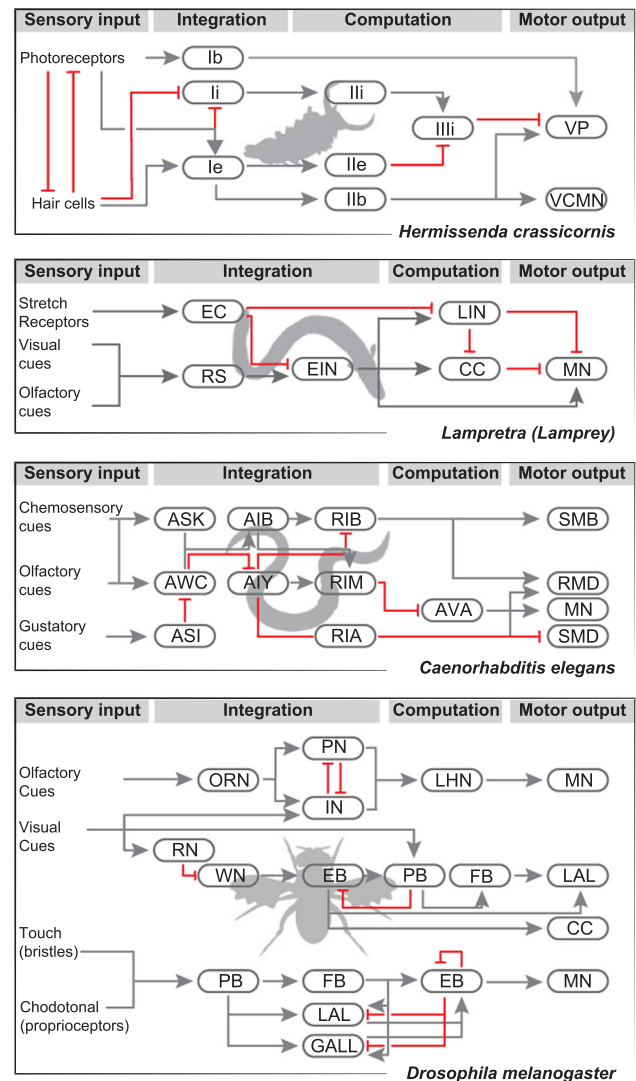 Sensory input Integration Computation Motor output
Photoreceptors Ib
Ii IIi
IIIi VP
Ie IIe
Hair cells IIb VCMN
Hermissenda crassicornis
Sensory input Integration Computation Motor output
Stretch
Receptors
EC LIN
Visual
cues
RS EIN CC MN
Olfactory
cues
Lampretra (Lamprey)
Sensory input Integration Computation Motor output
Chemosensory
cues
ASK AIB RIB SMB
Olfactory
cues
AWC AIY RIM RMD
AVA MN
Gustatory
cues
ASI RIA SMD
Caenorhabditis elegans
Sensory input Integration Computation Motor output
PN
Olfactory
Cues
ORN LHN MN
IN
Visual
Cues
RN
WN EB PB FB LAL
CC
Touch
(bristles)
PB FB EB MN
Chodotonal
(proprioceptors)
LAL
GALL
Drosophila melanogaster